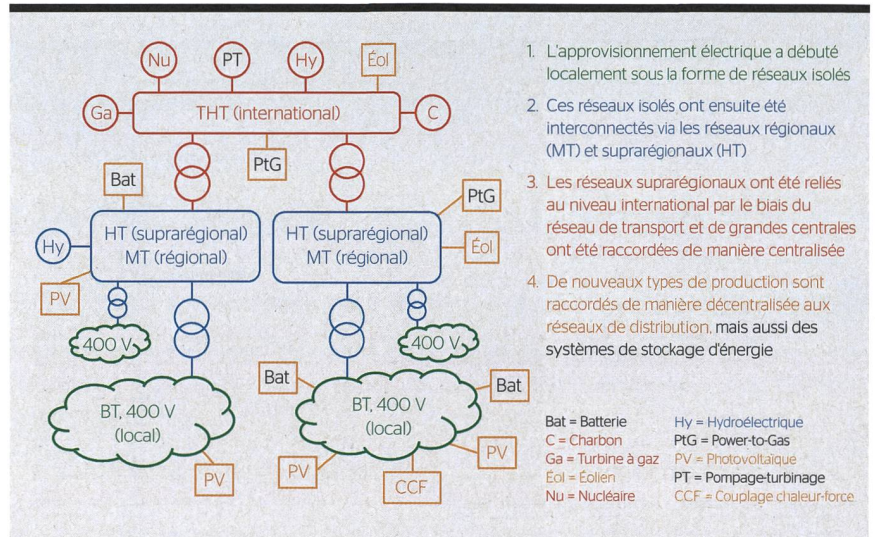 Nu
PT
Hy
Éol
Ga
THT (international)
C
PtG
Bat
PtG
HT (suprarégional)
MT (régional)
Hy
HT (suprarégional)
MT (régional)
Éol
PV
400 V
400 V
Bat
Bat
BT, 400 V
(local)
BT, 400 V
(local)
PV
PV
PV
CCF
1. L'approvisionnement électrique a débuté
localement sous la forme de réseaux isolés
2. Ces réseaux isolés ont ensuite été
interconnectés via les réseaux régionaux
(MT) et suprarégionaux (HT)
3. Les réseaux suprarégionaux ont été reliés
au niveau international par le biais du
réseau de transport et de grandes centrales
ont été raccordées de manière centralisée
4. De nouveaux types de production sont
raccordés de manière décentralisée aux
réseaux de distribution, mais aussi des
systèmes de stockage d'énergie
Bat = Batterie
C = Charbon
Ga = Turbine à gaz
Éol = Éolien
Nu = Nucléaire
Hy = Hydroélectrique
PtG = Power-to-Gas
PV = Photovoltaïque
PT = Pompage-turbinage
CCF = Couplage chaleur-force